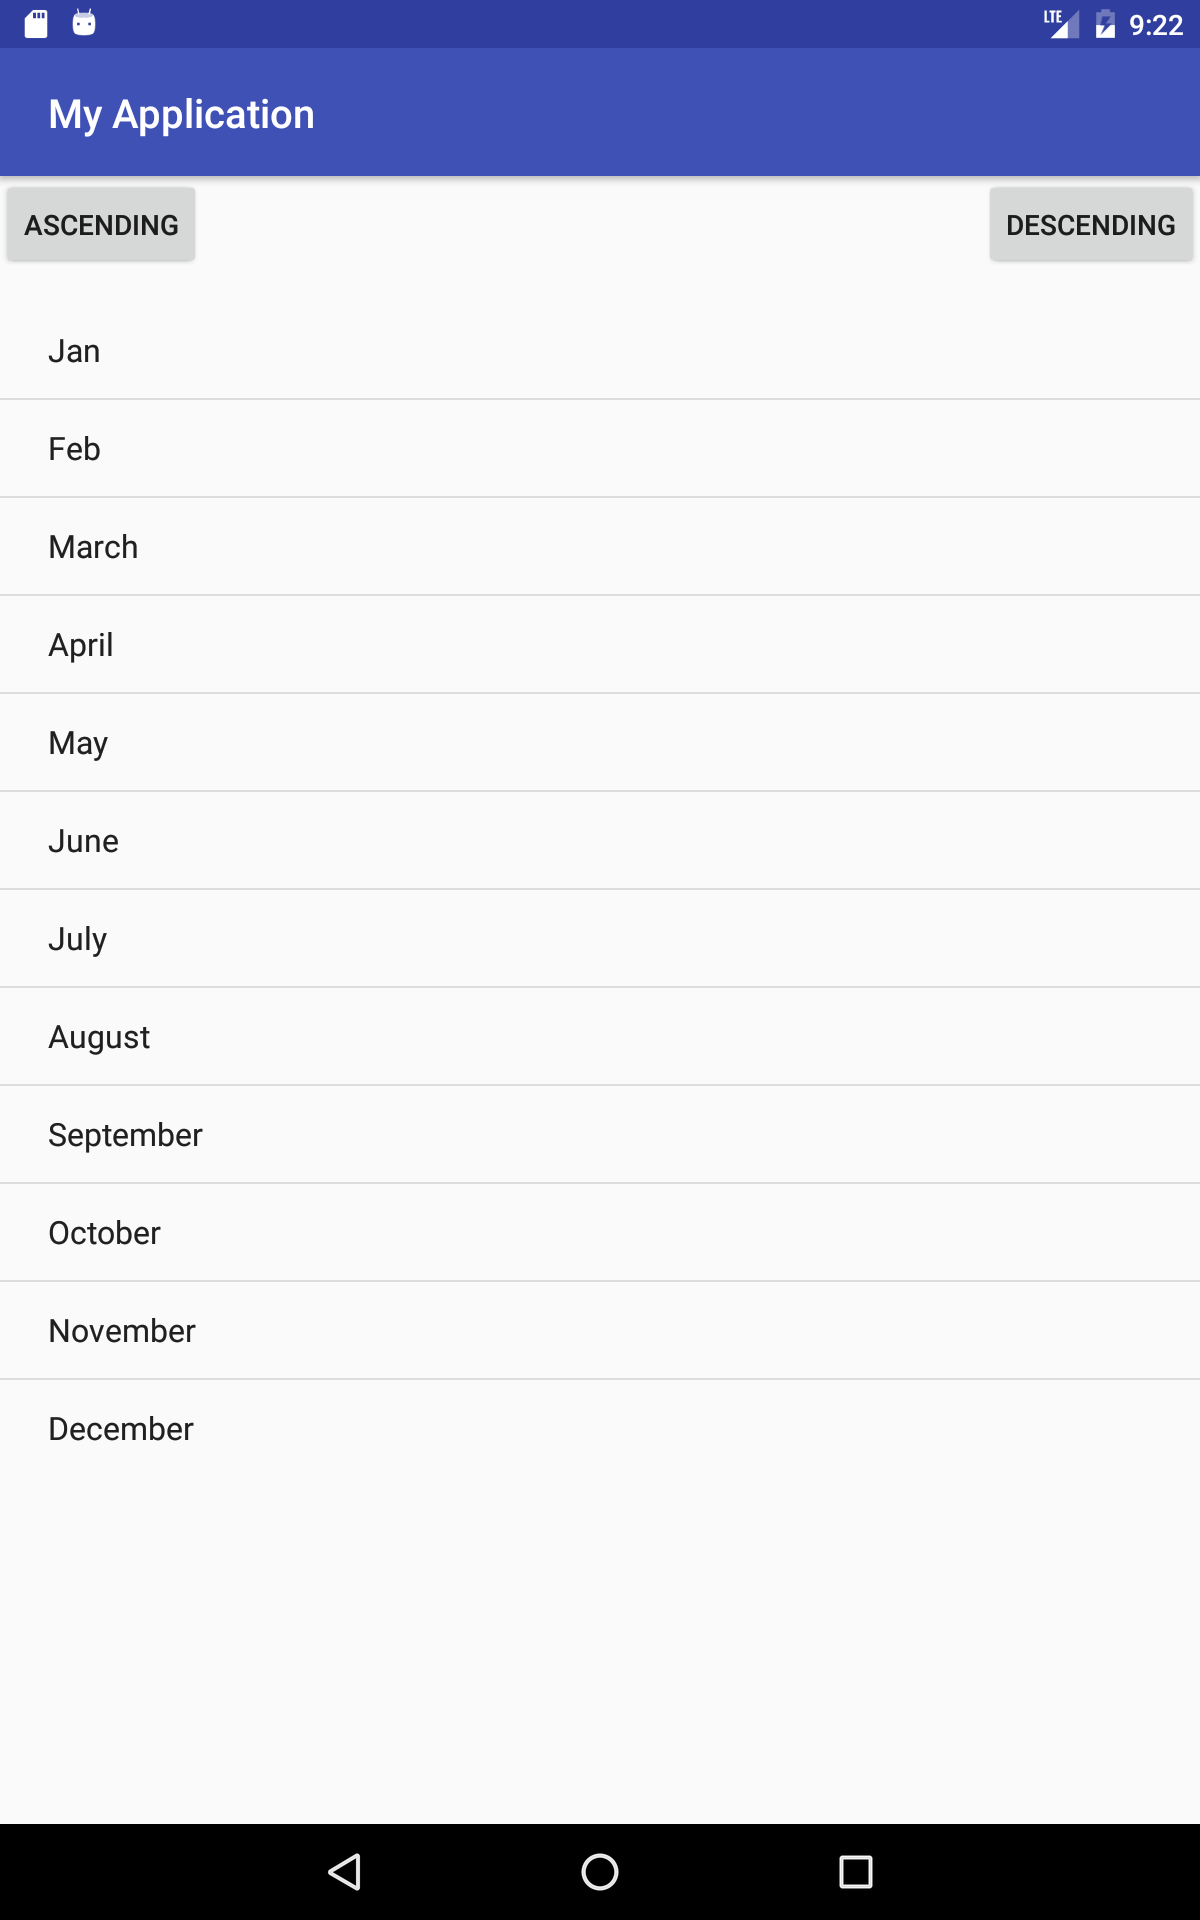 LTE 9:22
My Application
ASCENDING DESCENDING
Jan
Feb
March
April
May
June
July
August
September
October
November
December